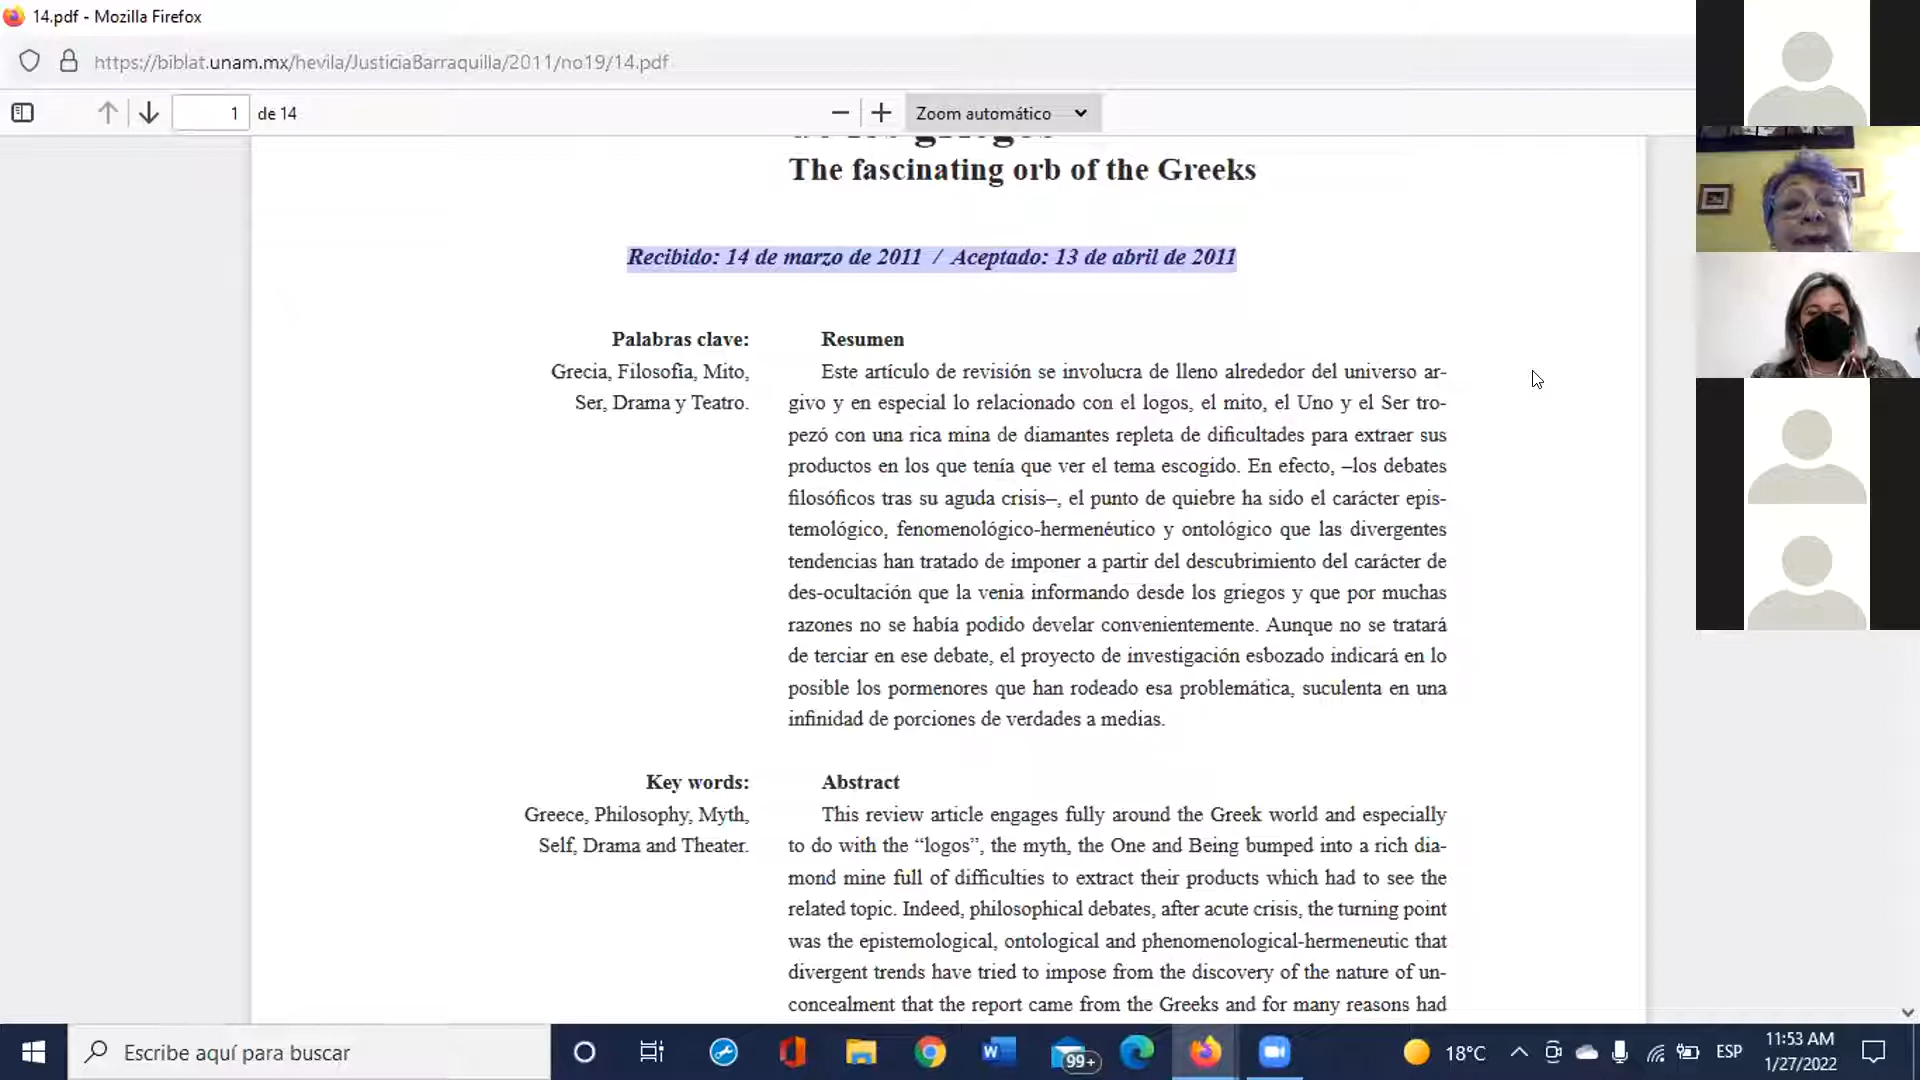 14.pdf - Mozilla Firefox
https://biblat.unam.mx/hevila/JusticiaBarraquilla/2011/no19/14.pdf
1 de 14
Zoom automático
de los griegos
The fascinating orb of the Greeks
Recibido: 14 de marzo de 2011 / Aceptado: 13 de abril de 2011
Palabras clave:
Grecia, Filosofía, Mito,
Ser, Drama y Teatro.
Resumen
Este artículo de revisión se involucra de lleno alrededor del universo ar-
givo y en especial lo relacionado con el logos, el mito, el Uno y el Ser tro-
pezó con una rica mina de diamantes repleta de dificultades para extraer sus
productos en los que tenía que ver el tema escogido. En efecto, –los debates
filosóficos tras su aguda crisis–, el punto de quiebre ha sido el carácter epis-
temológico, fenomenológico-hermenéutico y ontológico que las divergentes
tendencias han tratado de imponer a partir del descubrimiento del carácter de
des-ocultación que la venia informando desde los griegos y que por muchas
razones no se había podido develar convenientemente. Aunque no se tratará
de terciar en ese debate, el proyecto de investigación esbozado indicará en lo
posible los pormenores que han rodeado esa problemática, suculenta en una
infinidad de porciones de verdades a medias.
Key words:
Greece, Philosophy, Myth,
Self, Drama and Theater.
Abstract
This review article engages fully around the Greek world and especially
to do with the “logos”, the myth, the One and Being bumped into a rich dia-
mond mine full of difficulties to extract their products which had to see the
related topic. Indeed, philosophical debates, after acute crisis, the turning point
was the epistemological, ontological and phenomenological-hermeneutic that
divergent trends have tried to impose from the discovery of the nature of un-
concealment that the report came from the Greeks and for many reasons had
Escribe aquí para buscar
99+
18°C
ESP
11:53 AM
1/27/2022